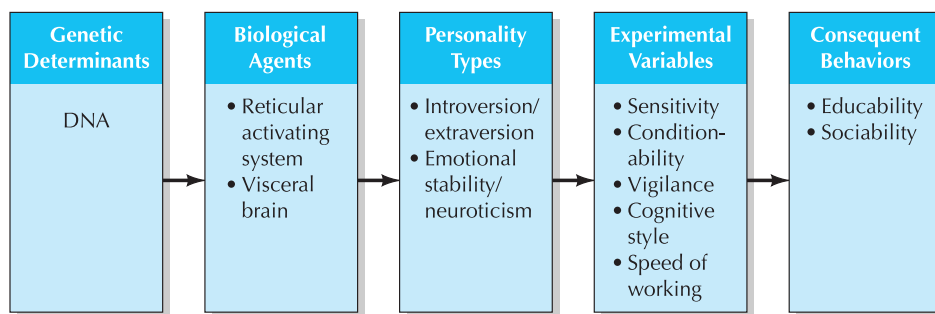 Genetic
Determinants
DNA
Biological
Agents
• Reticular
activating
system
• Visceral
brain
Personality
Types
• Introversion/
extraversion
• Emotional
stability/
neuroticism
Experimental
Variables
• Sensitivity
• Condition-
ability
• Vigilance
• Cognitive
style
• Speed of
working
Consequent
Behaviors
• Educability
• Sociability